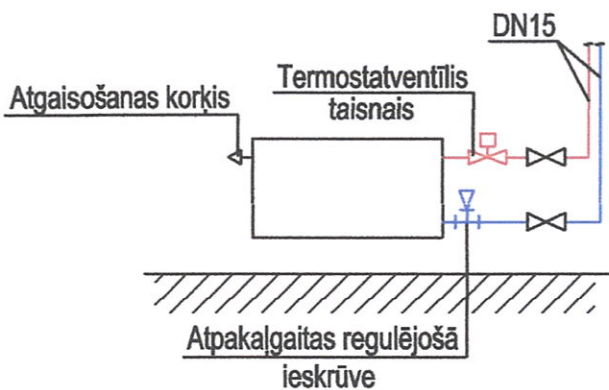 DN15
Termostatventīlis
taisnais
Atgaisošanas korķis
Atpakaļgaitas regulējošā
ieskrūve